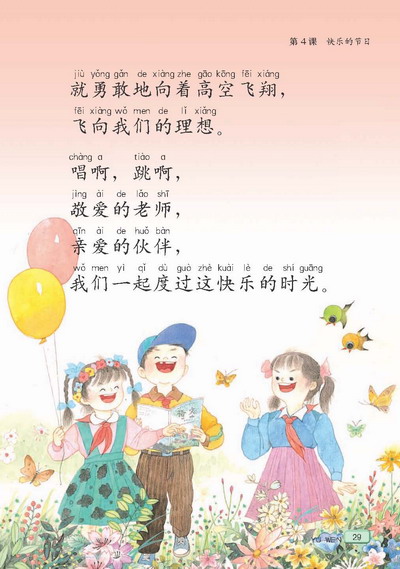 第4课 快乐的节日
jiù yǒng gǎn de xiàng zhe gāo kōng fēi xiáng
就勇敢地向着高空飞翔，
fēi xiàng wǒ men de lǐ xiǎng
飞向我们的理想。
chàng a tiào a
唱啊，跳啊，
jìng ài de lǎo shī
敬爱的老师，
qīn ài de huǒ bàn
亲爱的伙伴，
wǒ men yì qǐ dù guò zhè kuài lè de shí guāng
我们一起度过这快乐的时光。
语文
YU WEN 29